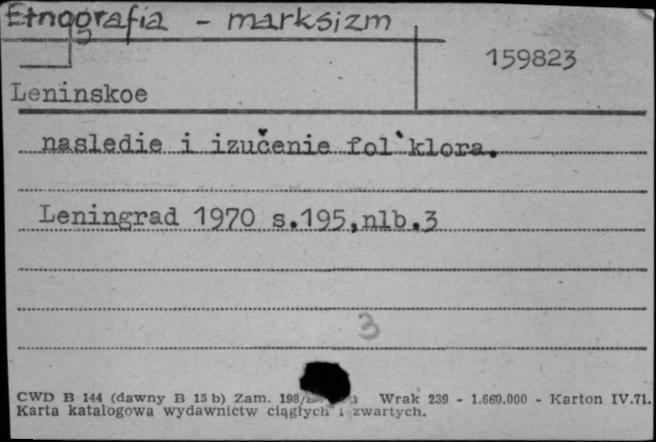 Etnografia - marksizm
159823
Leninskoe
nasledie i izučenie fol`klora.
Leningrad 1970 s.195,nlb.3
3
CWD B 144 (dawny B 15 b) Zam. 198/ Wrak 239 - 1.660.000 - Karton IV.71.
Karta katalogowa wydawnictw ciągłych i zwartych.